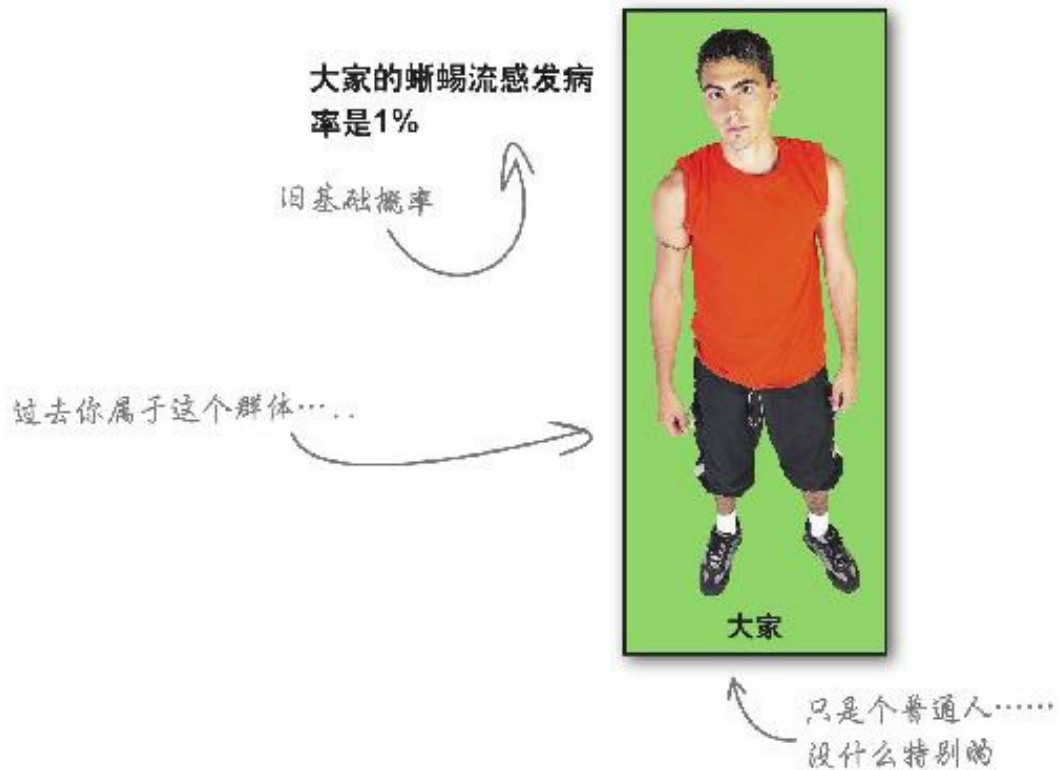 大家的蜥蜴流感发病
率是1%
旧基础概率
过去你属于这个群体…..
大家
只是个普通人……
没什么特别的